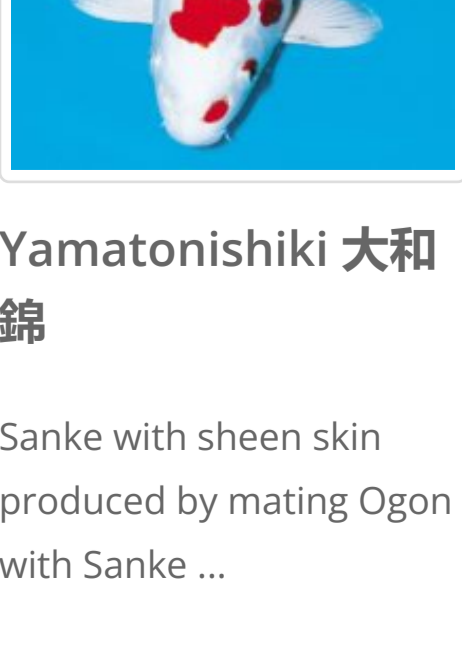 Yamatonishiki 大和
錦
Sanke with sheen skin
produced by mating Ogon
with Sanke ...